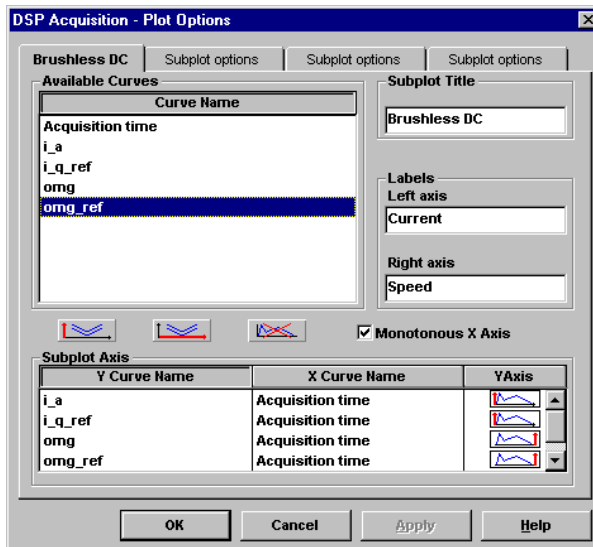 DSP Acquisition - Plot Options
Brushless DC Subplot options Subplot options Subplot options
Available Curves
Curve Name
Acquisition time
i_a
i_q_ref
omg
omg_ref
Subplot Title
Brushless DC
Labels
Left axis
Current
Right axis
Speed
Monotonous X Axis
Subplot Axis
Y Curve Name X Curve Name YAxis
i_a Acquisition time
i_q_ref Acquisition time
omg Acquisition time
omg_ref Acquisition time
OK Cancel Apply Help